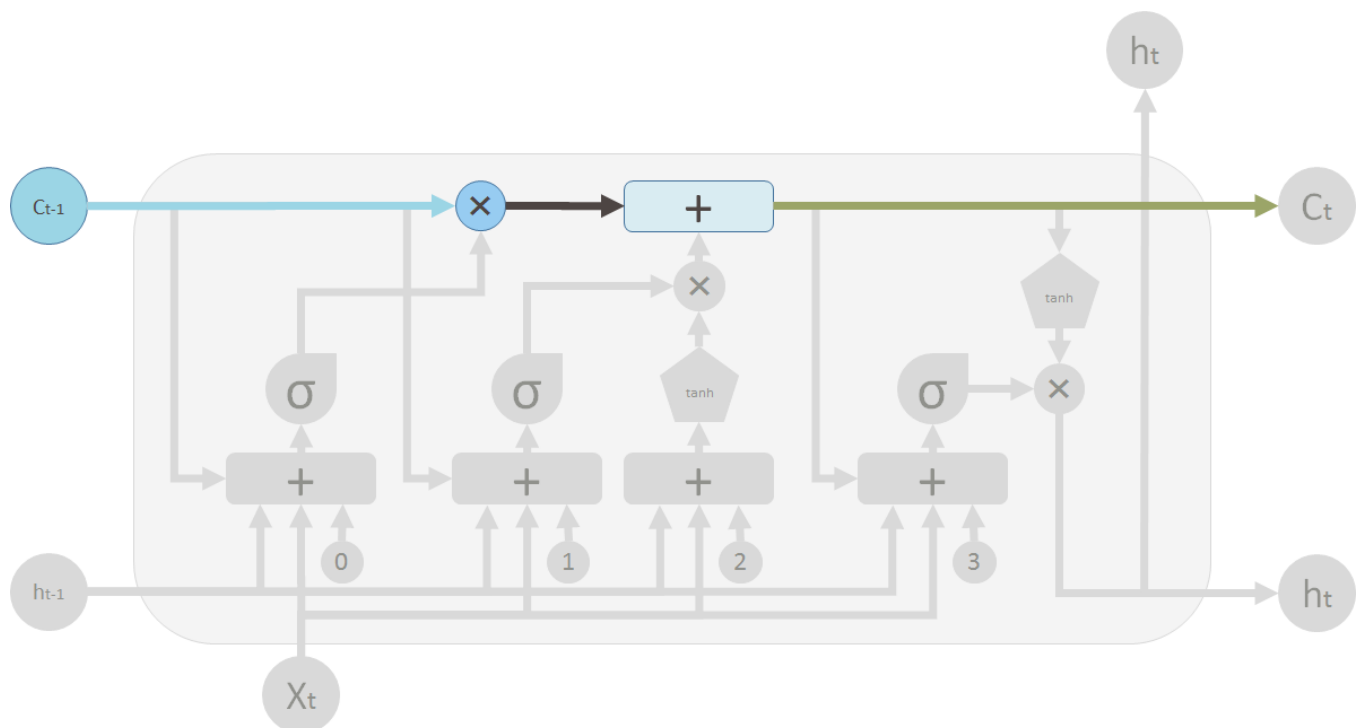 ht
Ct-1
×
+
Ct
×
tanh
σ
σ
tanh
σ
×
+
+
+
+
0
1
2
3
ht-1
ht
Xt